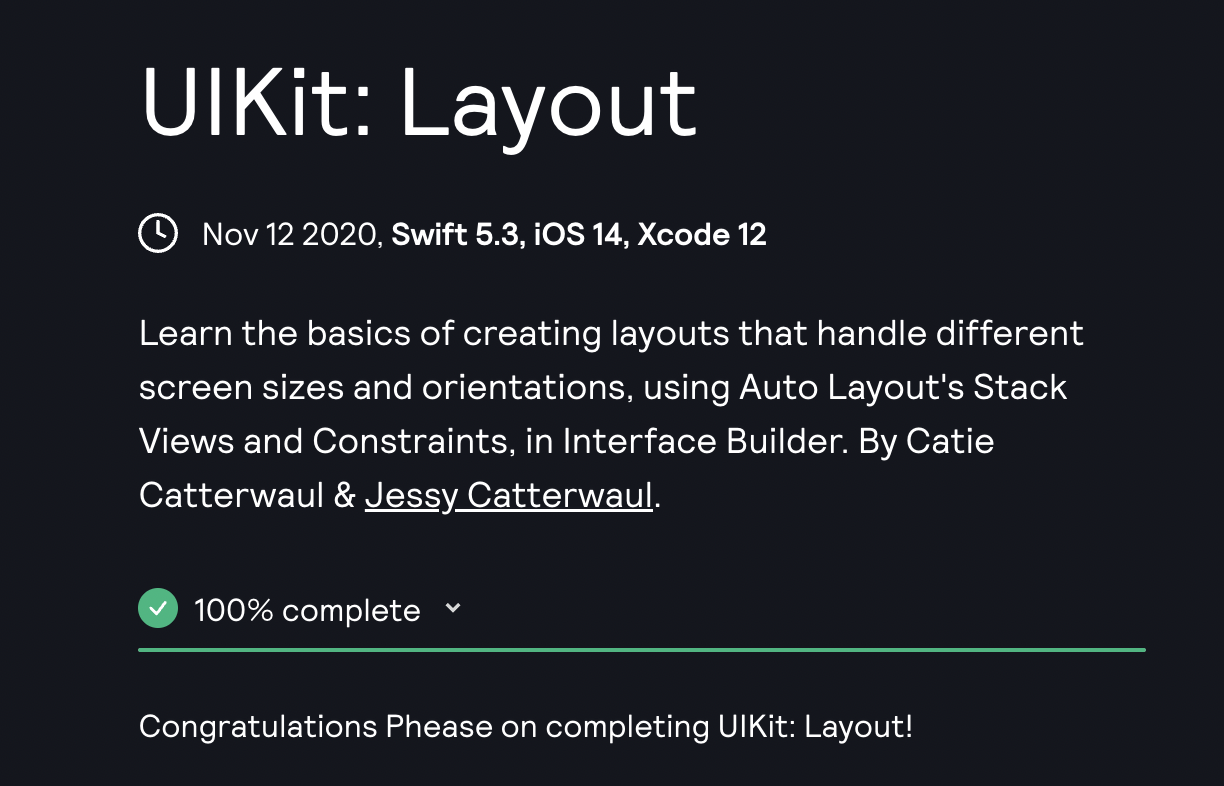 UIKit: Layout
Nov 12 2020, Swift 5.3, iOS 14, Xcode 12
Learn the basics of creating layouts that handle different
screen sizes and orientations, using Auto Layout's Stack
Views and Constraints, in Interface Builder. By Catie
Catterwaul & Jessy Catterwaul.
100% complete
Congratulations Phease on completing UIKit: Layout!